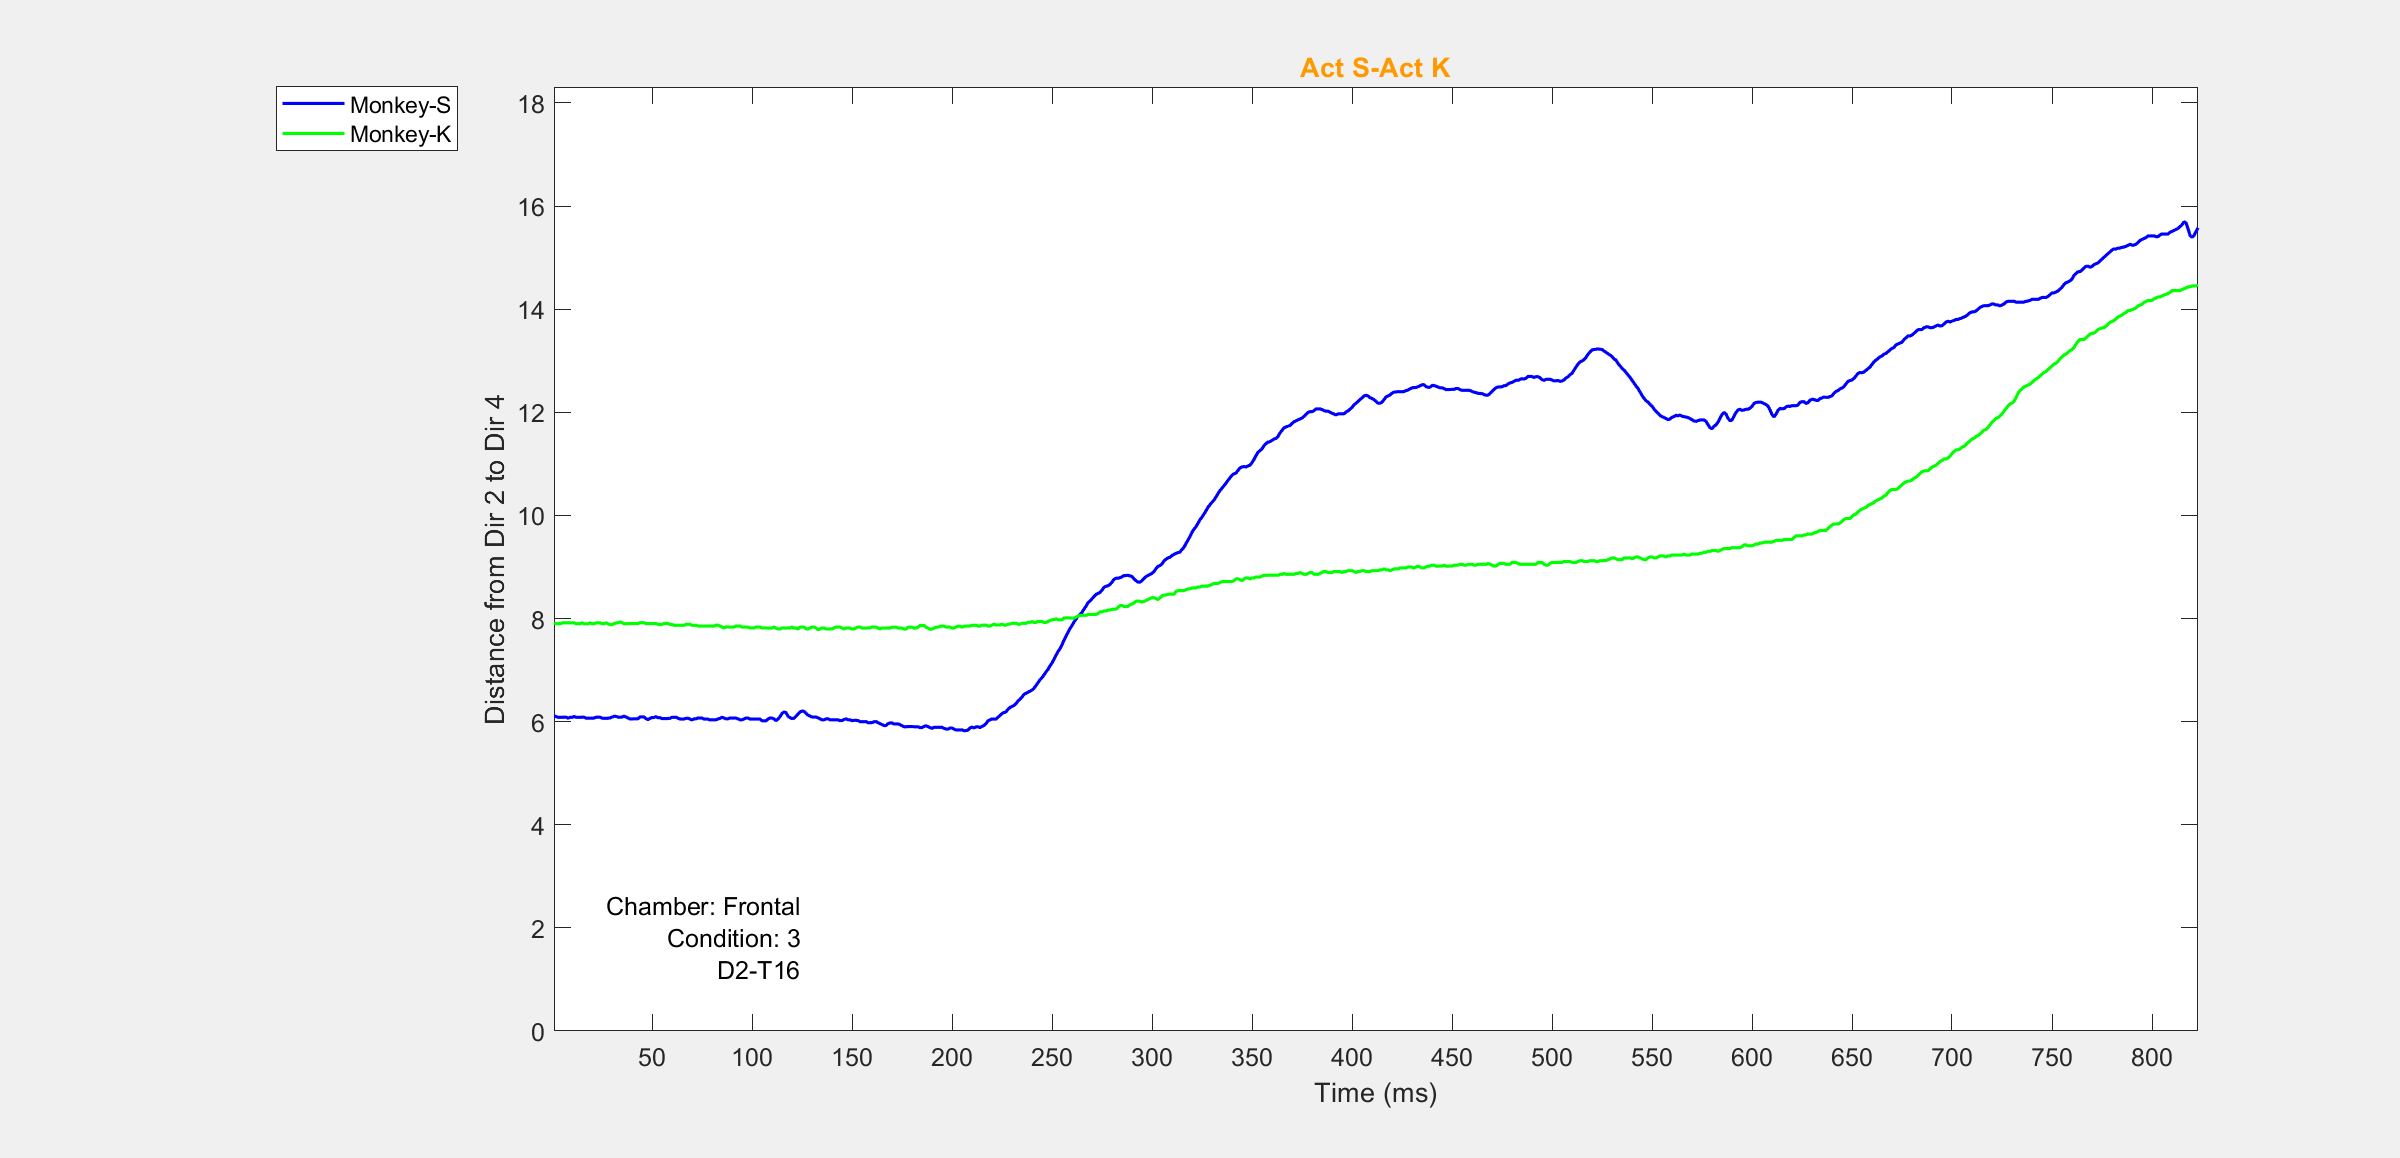 Act S-Act K
Monkey-S
Monkey-K
18
16
14
12
10
8
6
4
2
0
Distance from Dir 2 to Dir 4
Chamber: Frontal
Condition: 3
D2-T16
50 100 150 200 250 300 350 400 450 500 550 600 650 700 750 800
Time (ms)